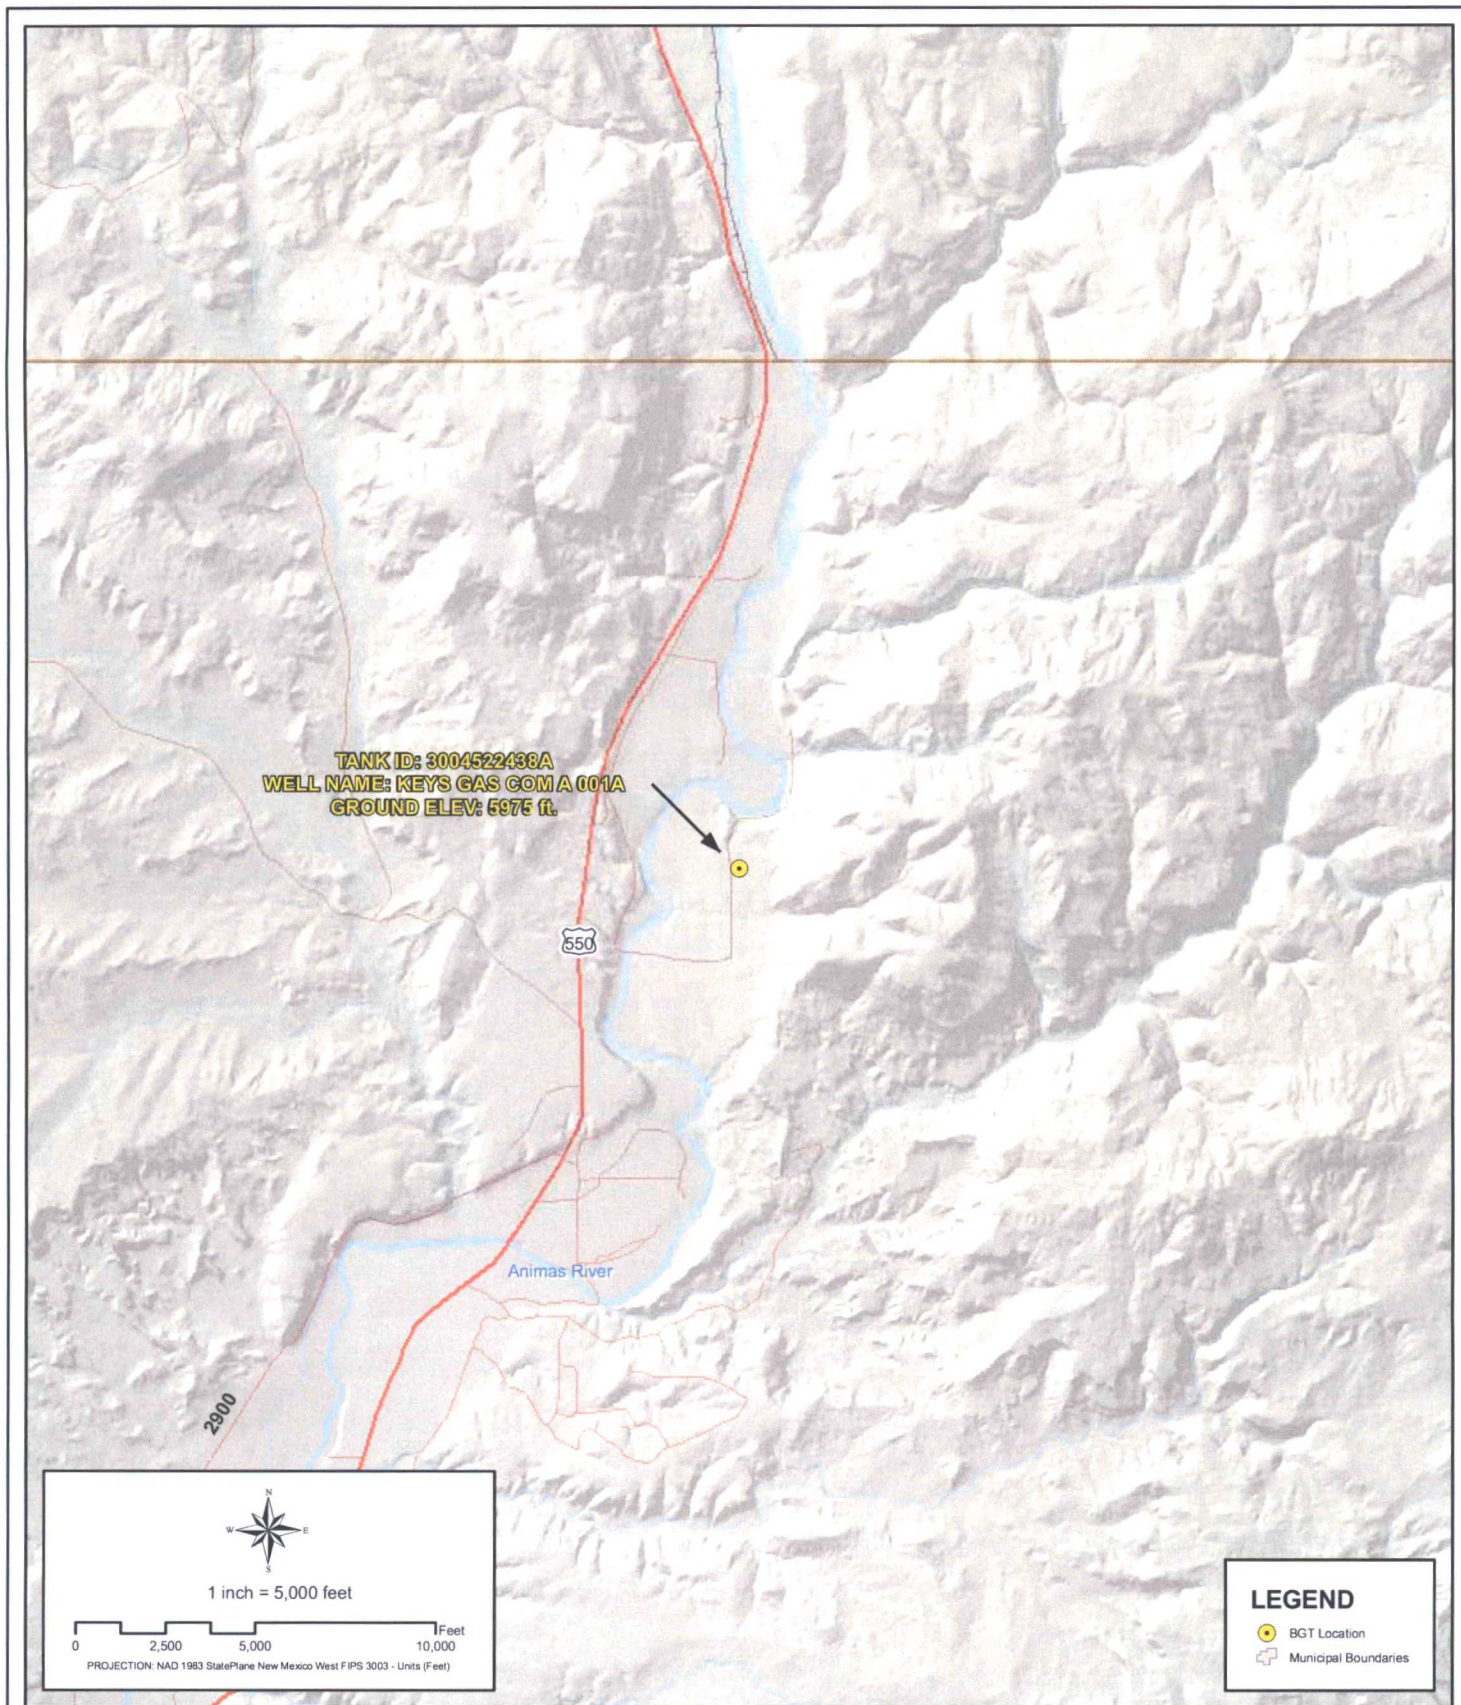 TANK ID: 3004522438A
WELL NAME: KEYS GAS COM A 001A
GROUND ELEV: 5975 ft.
550
Animas River
2900
N
W E
S
1 inch = 5,000 feet
Feet
0 2,500 5,000 10,000
PROJECTION: NAD 1983 StatePlane New Mexico West FIPS 3003 - Units (Feet)
LEGEND
BGT Location
Municipal Boundaries